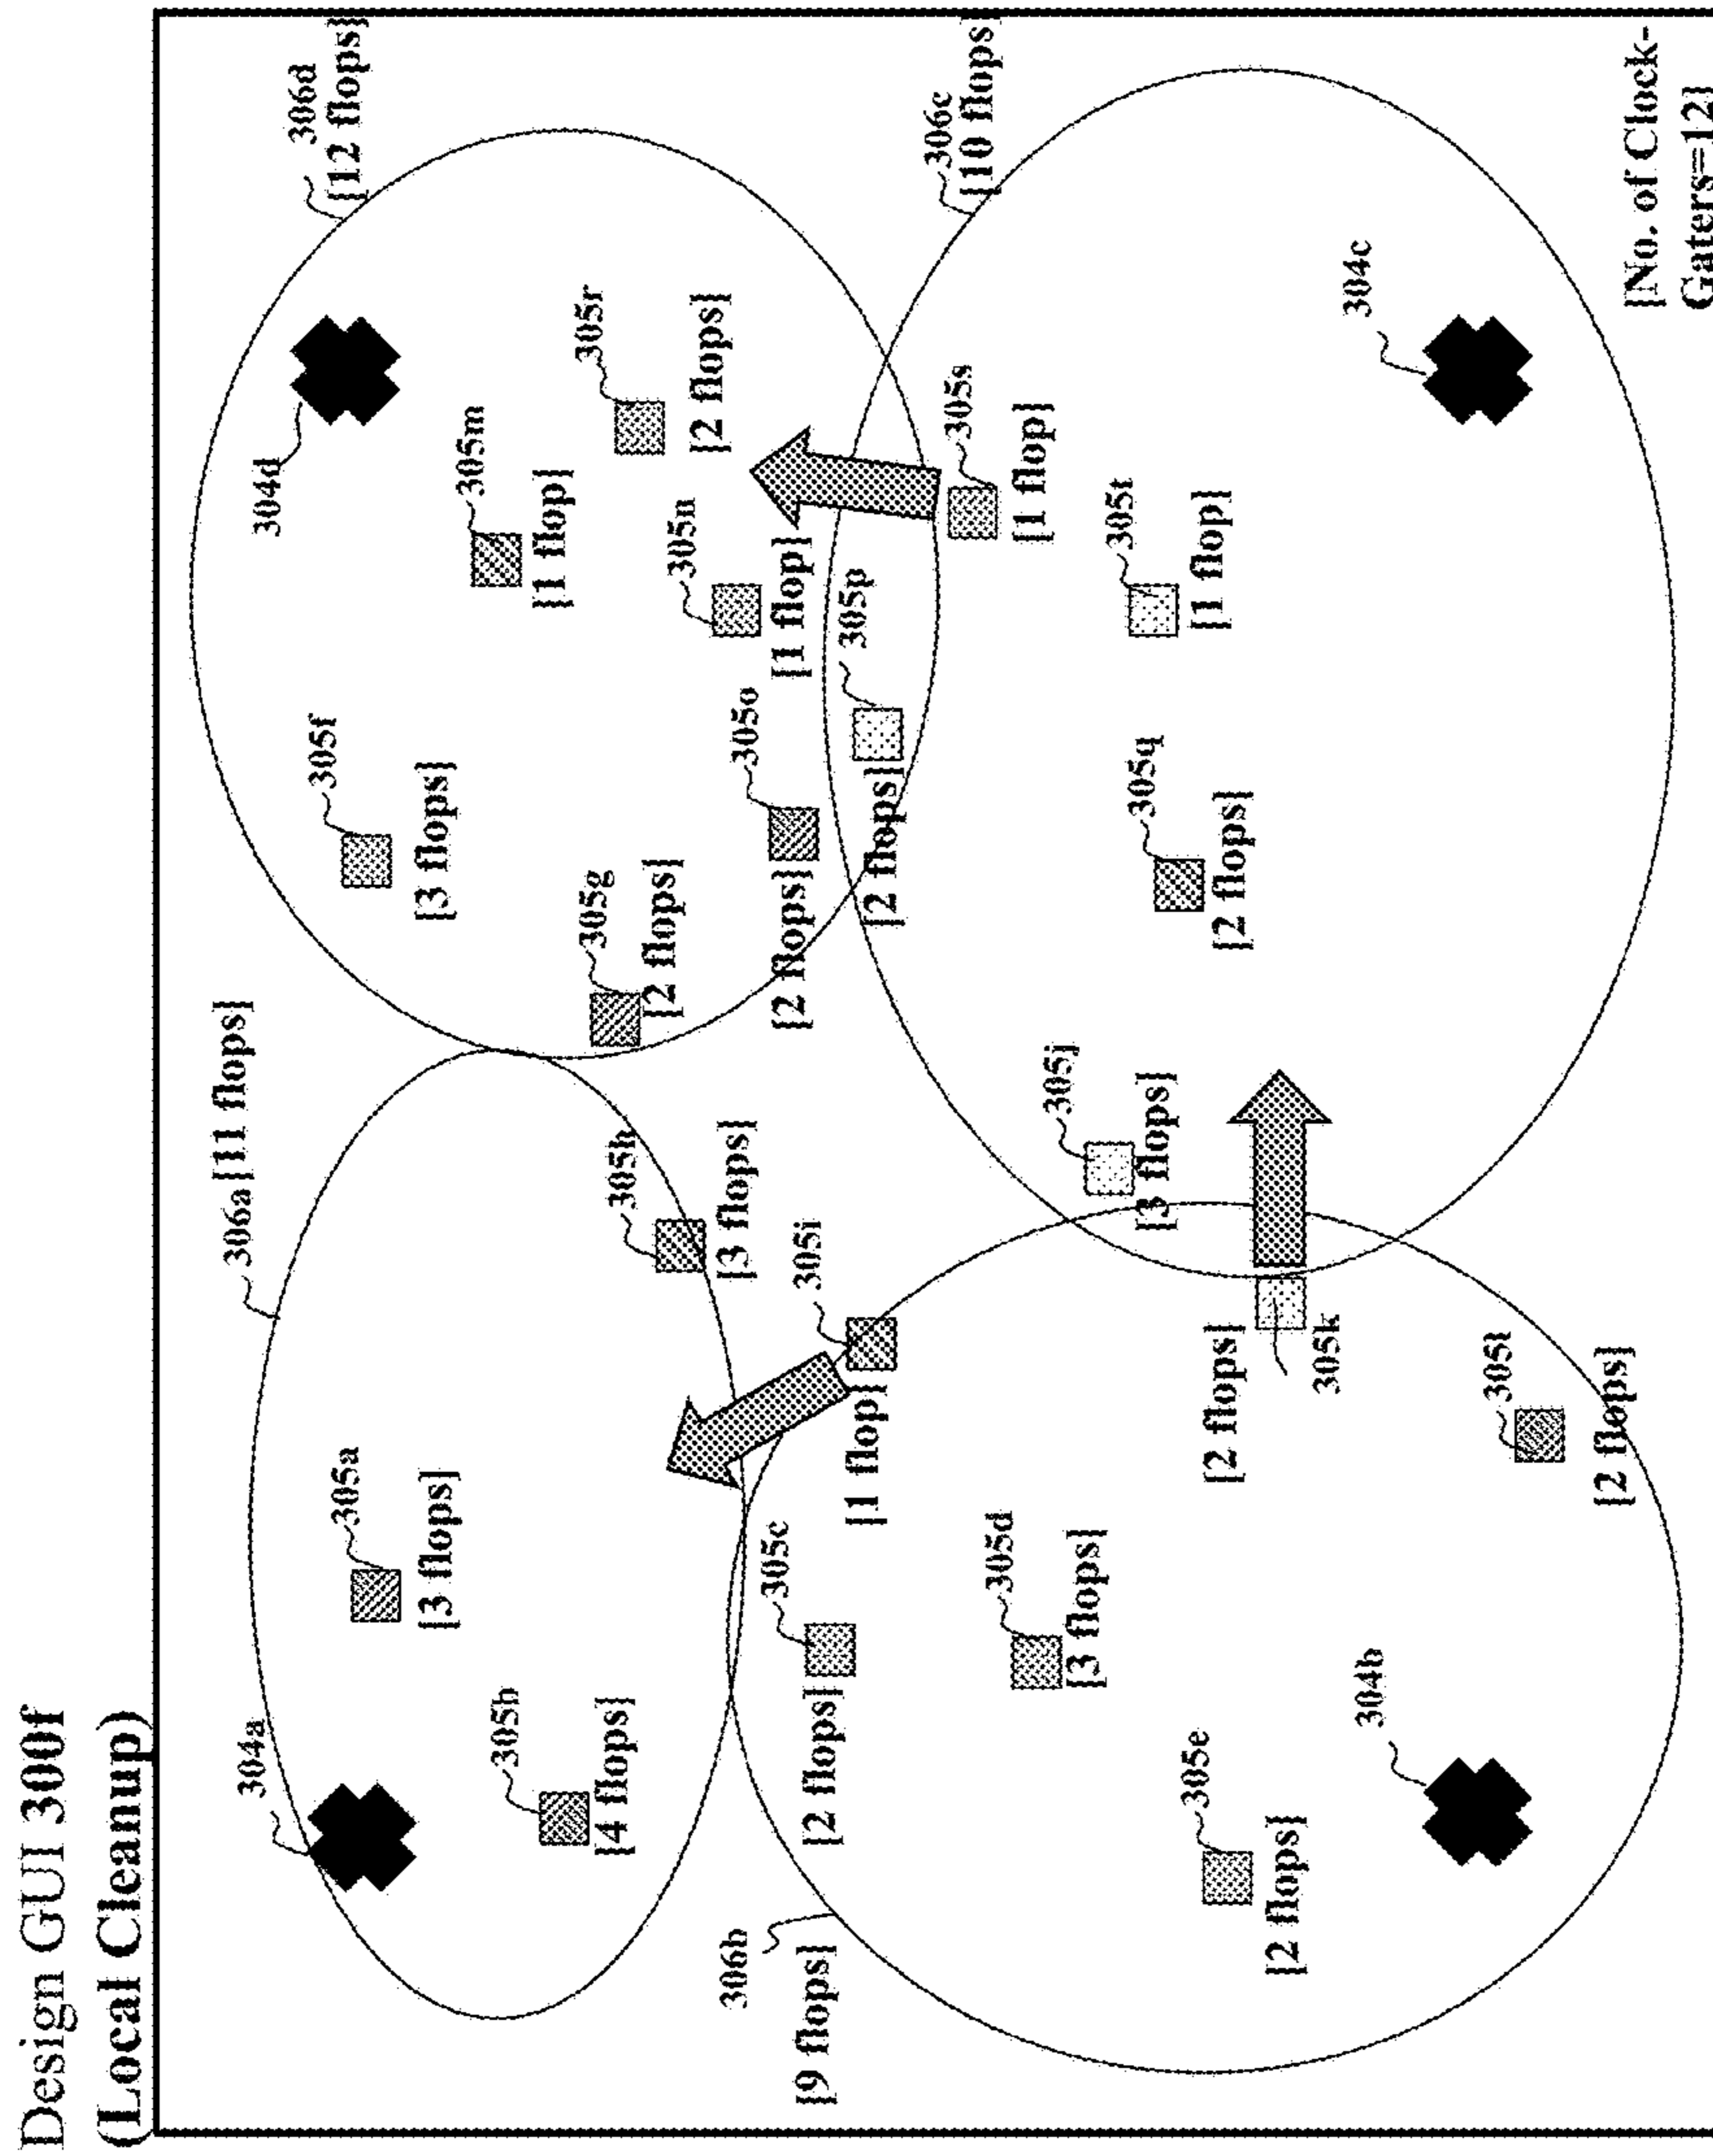 Design GUI 300f
(Local Cleanup)
304a
306a [11 flops]
306d
[12 flops]
304d
305a
[3 flops]
305f
[3 flops]
305b
[4 flops]
305m
[1 flop]
305g
[2 flops]
305r
[2 flops]
305h
[3 flops]
305n
[1 flop]
305o
[2 flops]
305i
[1 flop]
305p
[2 flops]
305c
[2 flops]
306b
[9 flops]
306c
[10 flops]
305s
[1 flop]
305d
[3 flops]
305j
[3 flops]
305t
[1 flop]
305q
[2 flops]
305e
[2 flops]
[2 flops]
305k
304b
304c
305l
[2 flops]
[No. of Clock-
Gaters=12]